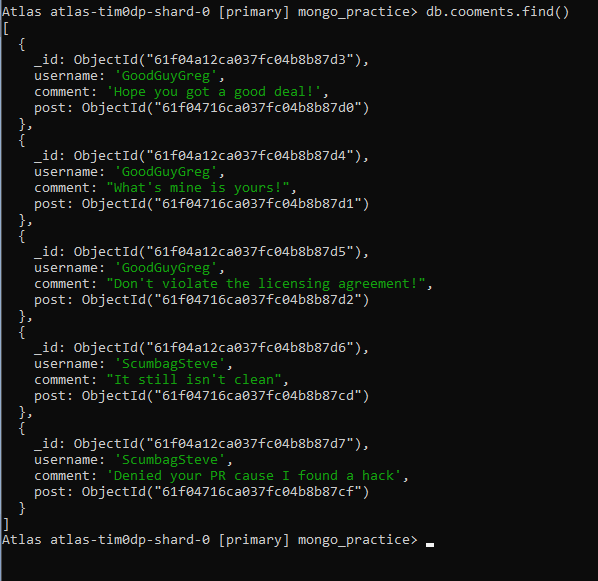 Atlas atlas-tim0dp-shard-0 [primary] mongo_practice> db.cooments.find()
[
  {
    _id: ObjectId("61f04a12ca037fc04b8b87d3"),
    username: 'GoodGuyGreg',
    comment: 'Hope you got a good deal!',
    post: ObjectId("61f04716ca037fc04b8b87d0")
  },
  {
    _id: ObjectId("61f04a12ca037fc04b8b87d4"),
    username: 'GoodGuyGreg',
    comment: "What's mine is yours!",
    post: ObjectId("61f04716ca037fc04b8b87d1")
  },
  {
    _id: ObjectId("61f04a12ca037fc04b8b87d5"),
    username: 'GoodGuyGreg',
    comment: "Don't violate the licensing agreement!",
    post: ObjectId("61f04716ca037fc04b8b87d2")
  },
  {
    _id: ObjectId("61f04a12ca037fc04b8b87d6"),
    username: 'ScumbagSteve',
    comment: "It still isn't clean",
    post: ObjectId("61f04716ca037fc04b8b87cd")
  },
  {
    _id: ObjectId("61f04a12ca037fc04b8b87d7"),
    username: 'ScumbagSteve',
    comment: 'Denied your PR cause I found a hack',
    post: ObjectId("61f04716ca037fc04b8b87cf")
  }
]
Atlas atlas-tim0dp-shard-0 [primary] mongo_practice>